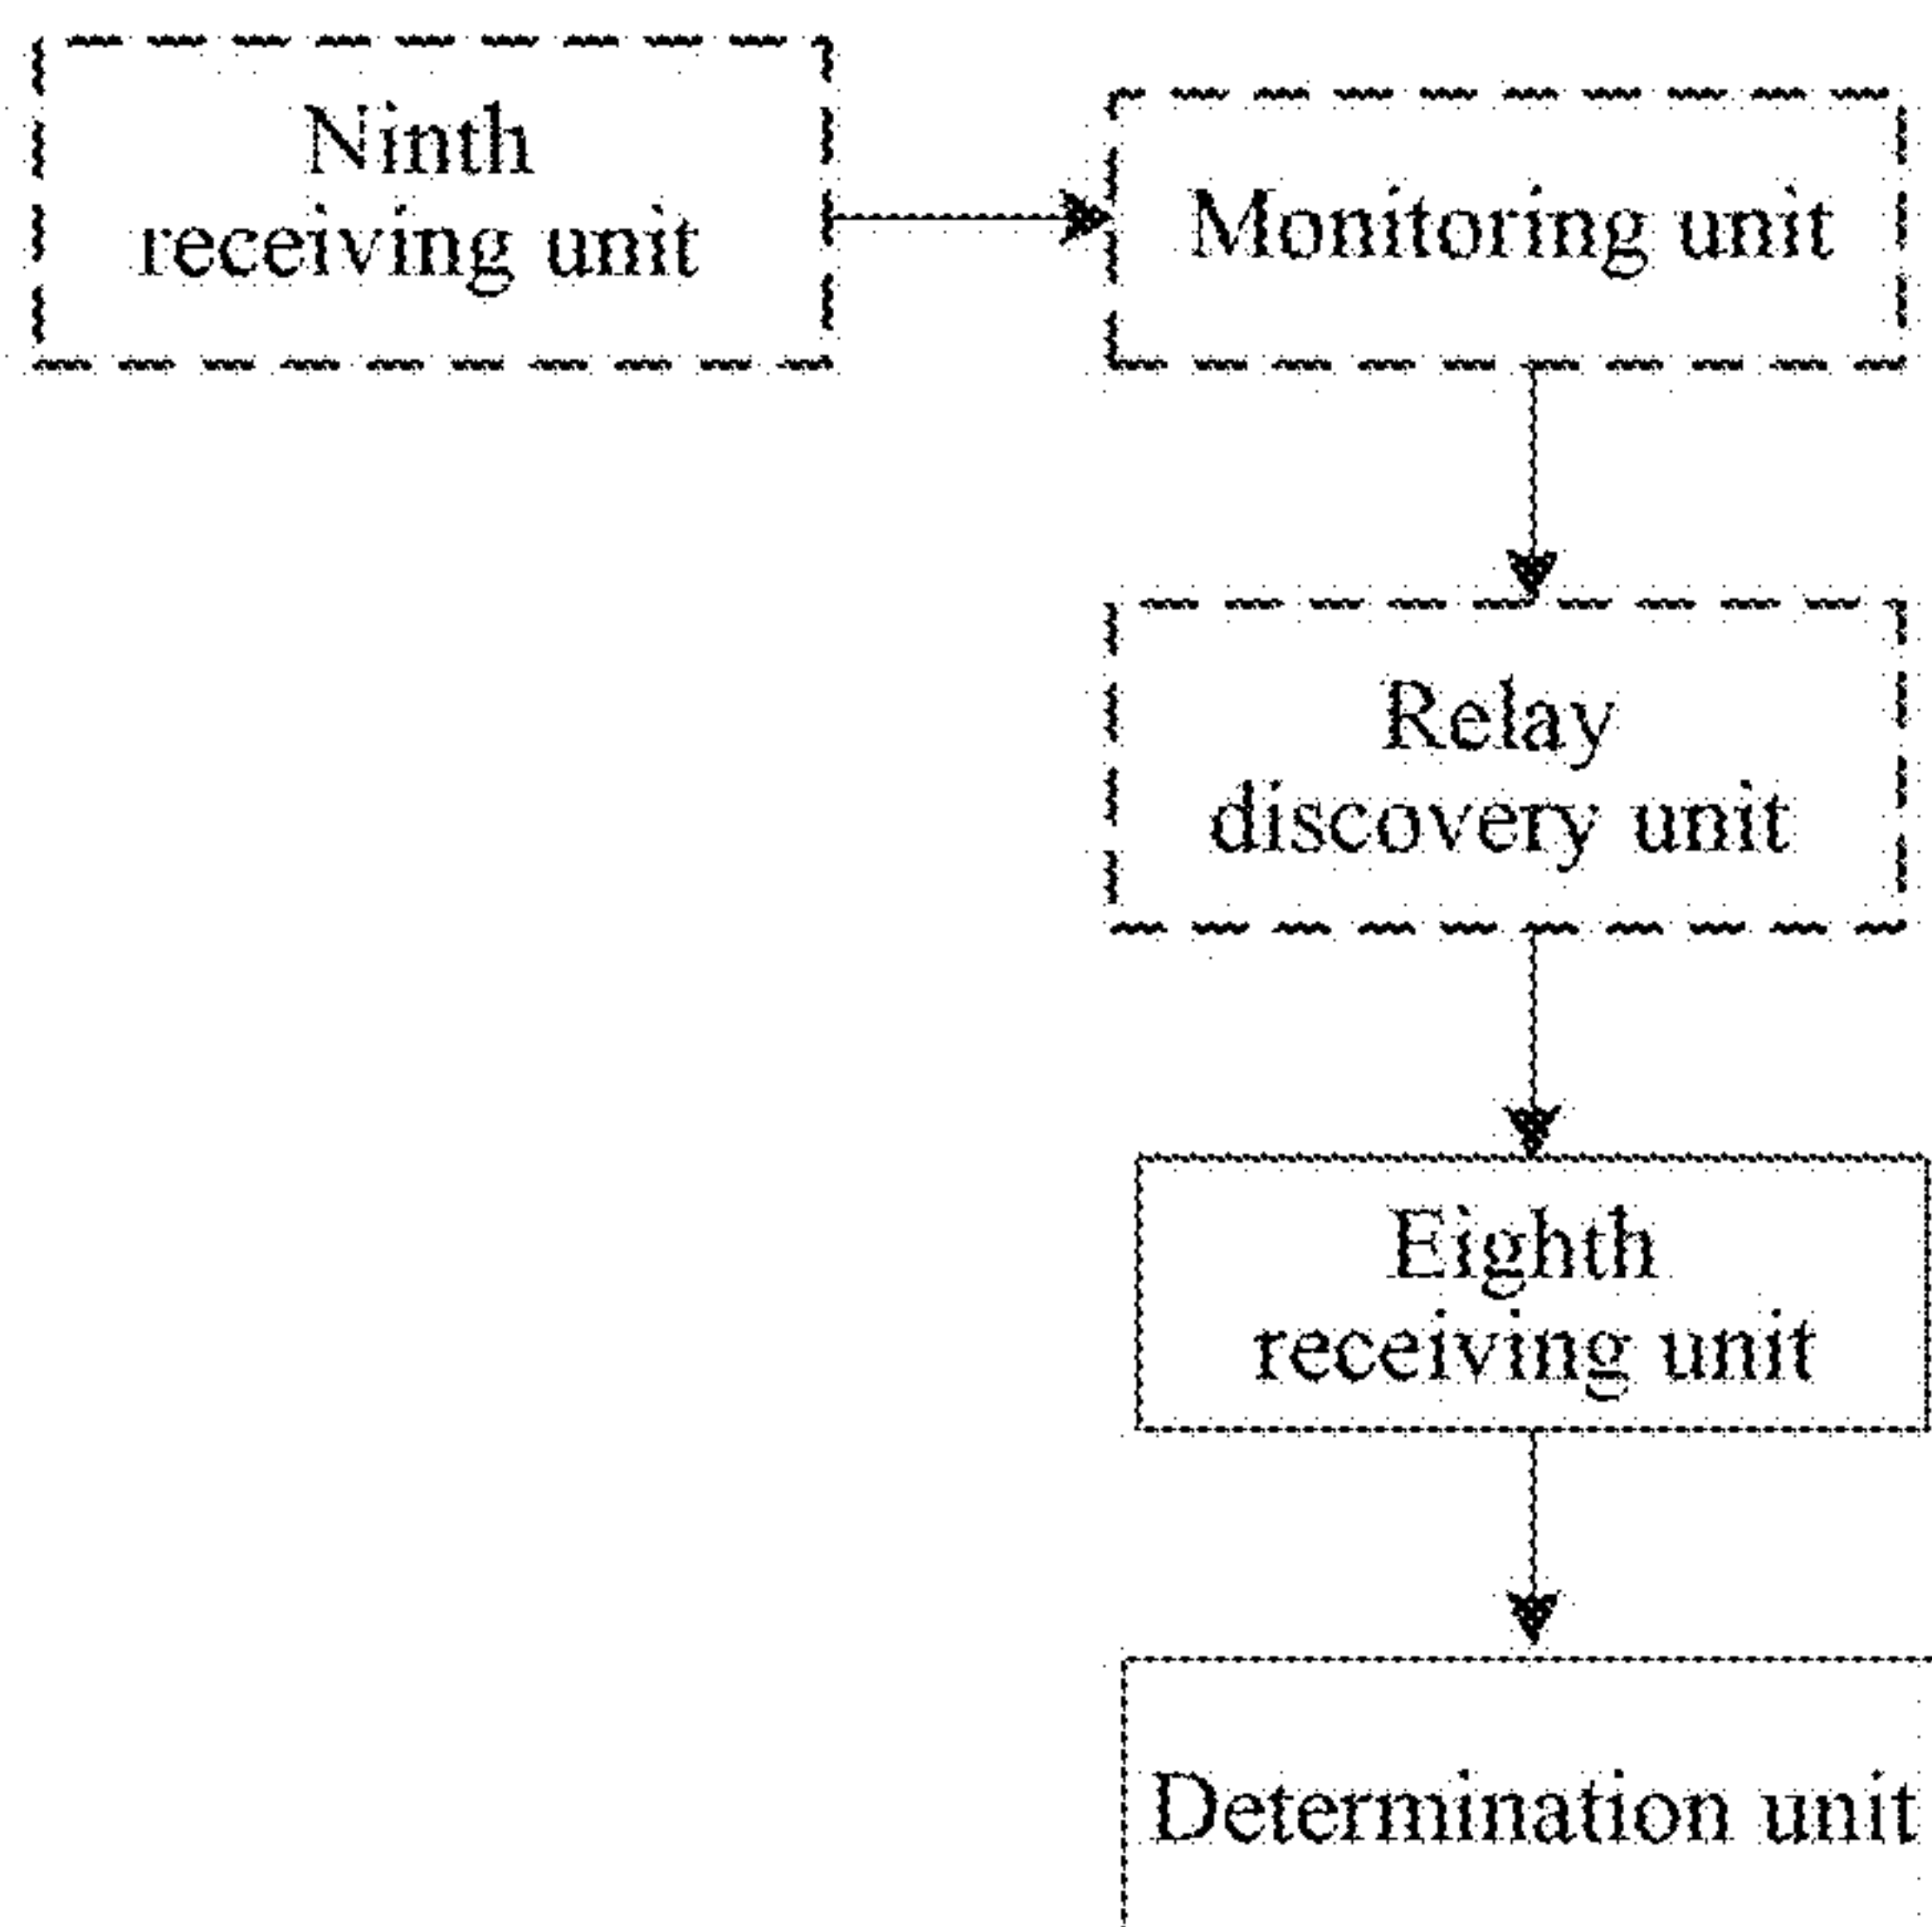 Ninth
receiving unit
Monitoring unit
Relay
discovery unit
Eighth
receiving unit
Determination unit